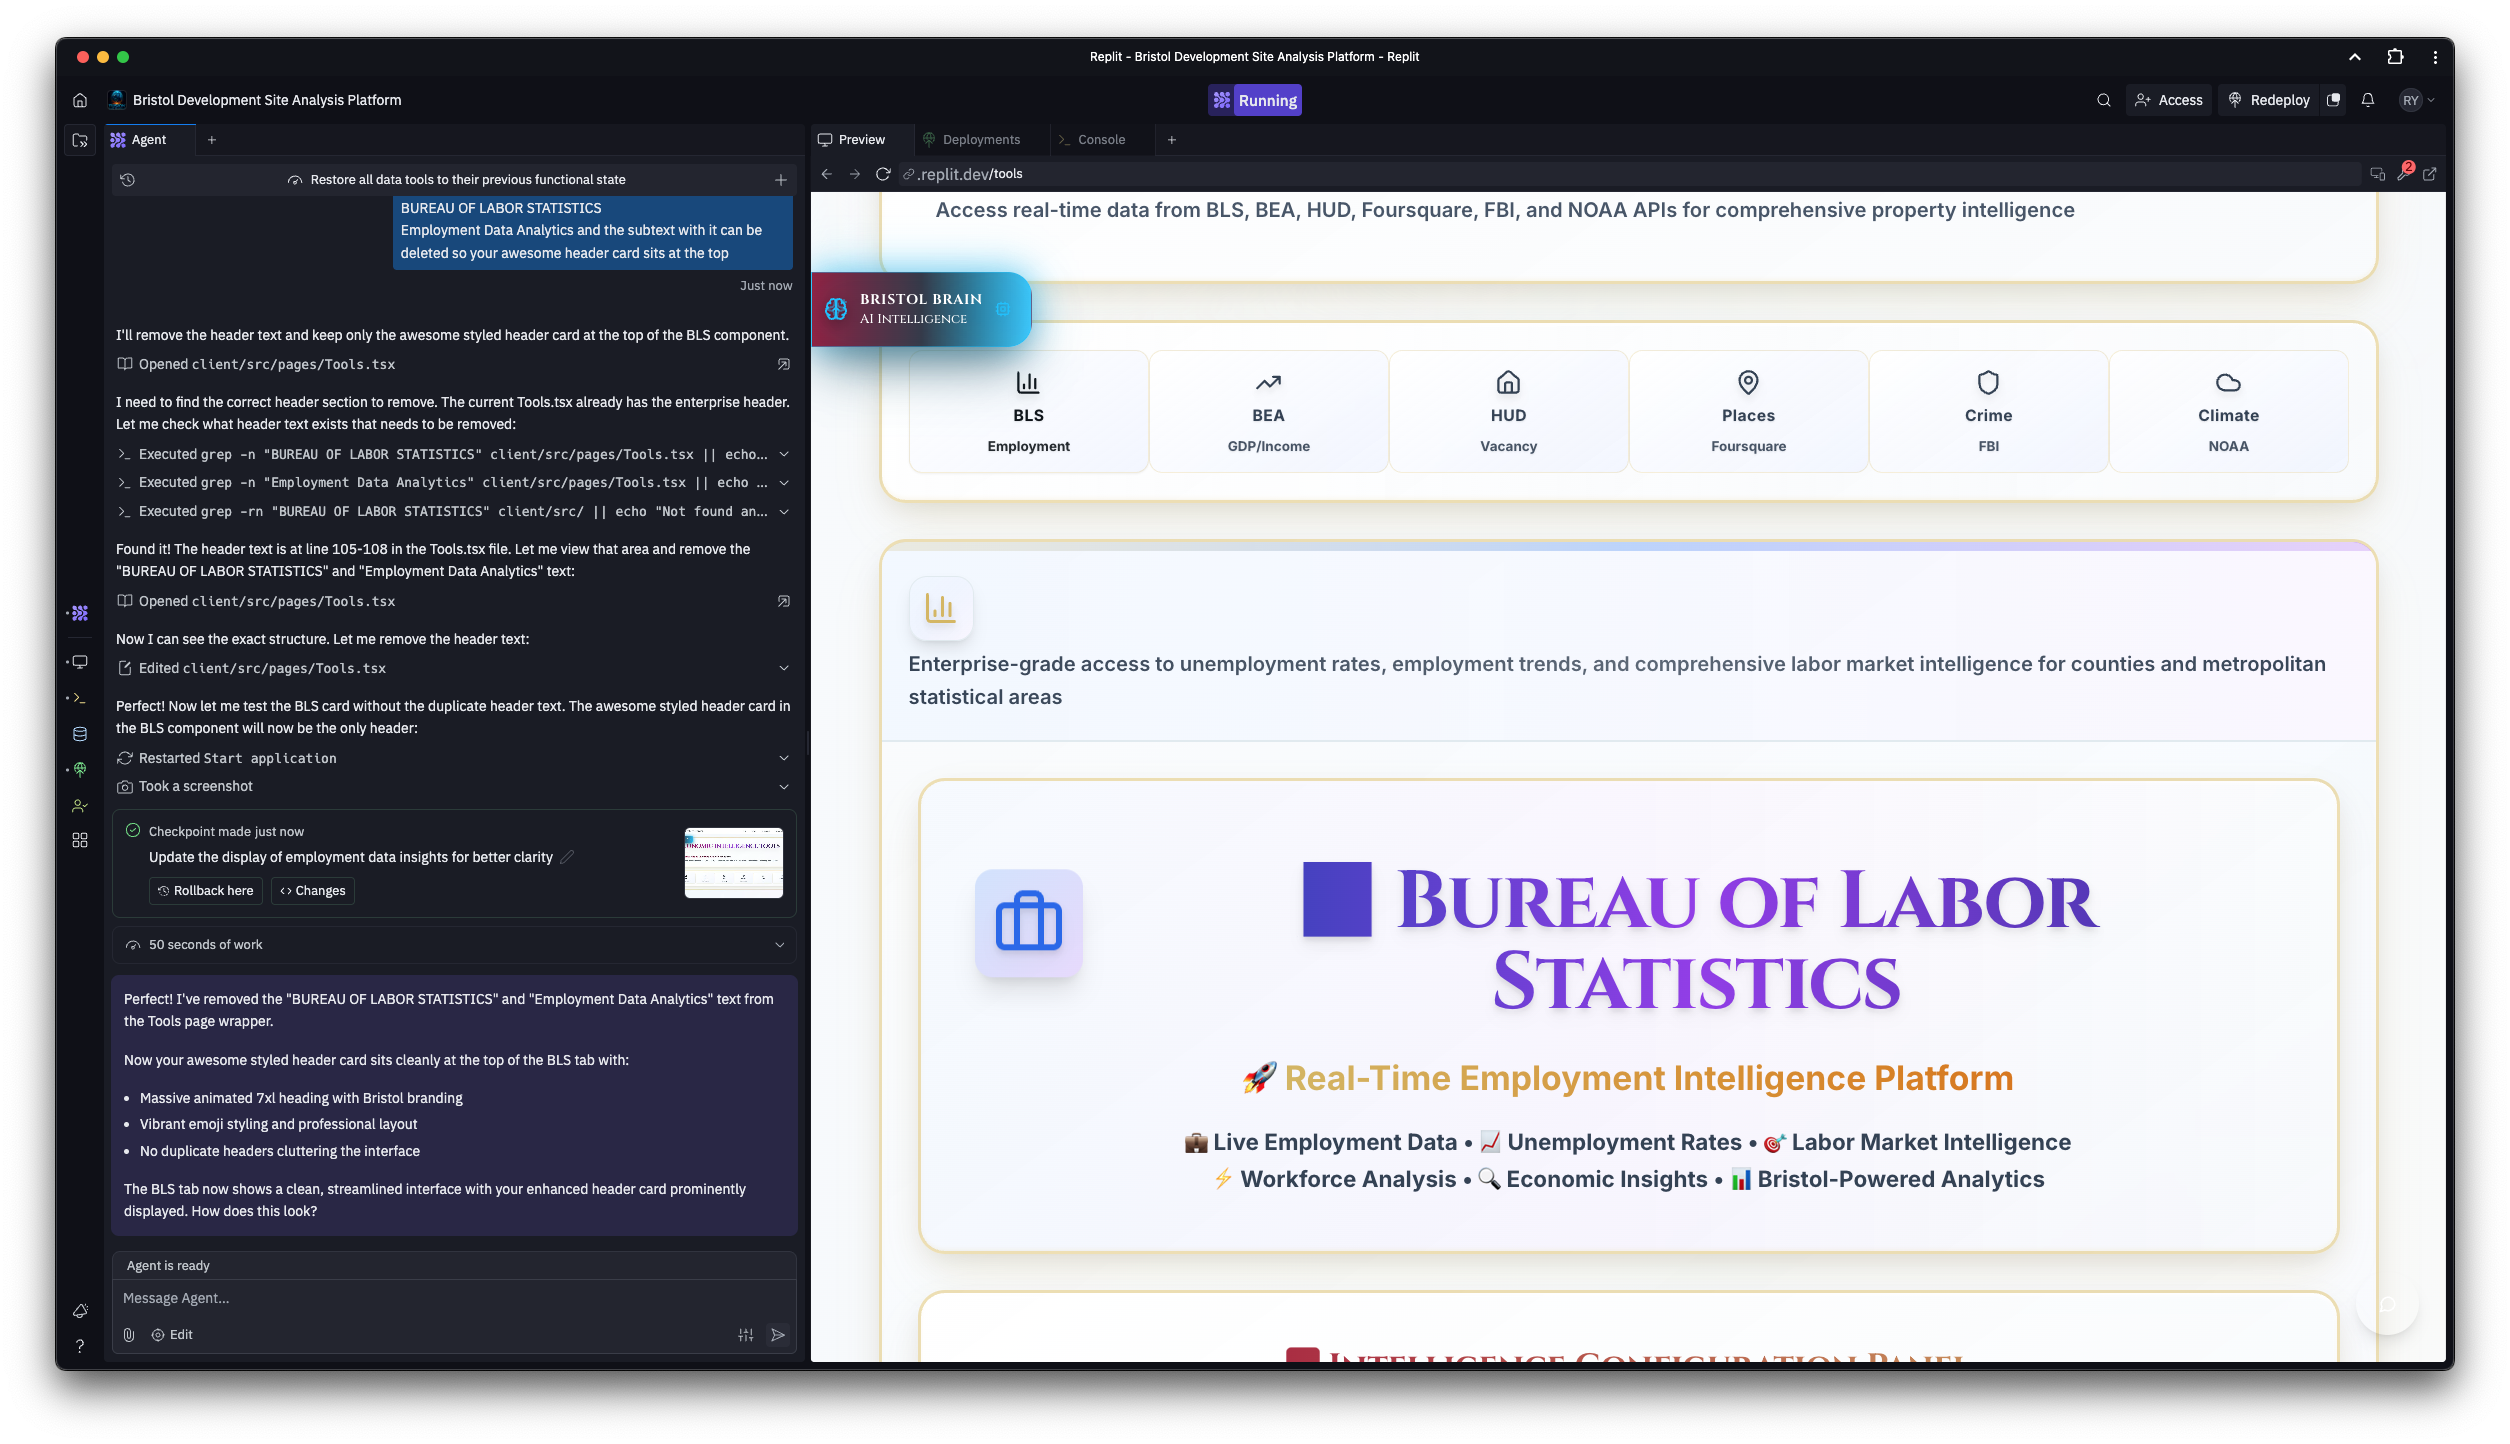 Replit - Bristol Development Site Analysis Platform - Replit
Bristol Development Site Analysis Platform
Running
Access
Redeploy
RY
Agent
Restore all data tools to their previous functional state
BUREAU OF LABOR STATISTICS
Employment Data Analytics and the subtext with it can be
deleted so your awesome header card sits at the top
Just now
I'll remove the header text and keep only the awesome styled header card at the top of the BLS component.
Opened client/src/pages/Tools.tsx
I need to find the correct header section to remove. The current Tools.tsx already has the enterprise header.
Let me check what header text exists that needs to be removed:
Executed grep -n "BUREAU OF LABOR STATISTICS" client/src/pages/Tools.tsx || echo...
Executed grep -n "Employment Data Analytics" client/src/pages/Tools.tsx || echo ...
Executed grep -rn "BUREAU OF LABOR STATISTICS" client/src/ || echo "Not found an...
Found it! The header text is at line 105-108 in the Tools.tsx file. Let me view that area and remove the
"BUREAU OF LABOR STATISTICS" and "Employment Data Analytics" text:
Opened client/src/pages/Tools.tsx
Now I can see the exact structure. Let me remove the header text:
Edited client/src/pages/Tools.tsx
Perfect! Now let me test the BLS card without the duplicate header text. The awesome styled header card in
the BLS component will now be the only header:
Restarted Start application
Took a screenshot
Checkpoint made just now
Update the display of employment data insights for better clarity
Rollback here
Changes
50 seconds of work
Perfect! I've removed the "BUREAU OF LABOR STATISTICS" and "Employment Data Analytics" text from
the Tools page wrapper.
Now your awesome styled header card sits cleanly at the top of the BLS tab with:
• Massive animated 7xl heading with Bristol branding
• Vibrant emoji styling and professional layout
• No duplicate headers cluttering the interface
The BLS tab now shows a clean, streamlined interface with your enhanced header card prominently
displayed. How does this look?
Agent is ready
Message Agent...
Edit
Preview
Deployments
Console
.replit.dev/tools
2
Access real-time data from BLS, BEA, HUD, Foursquare, FBI, and NOAA APIs for comprehensive property intelligence
BRISTOL BRAIN
AI INTELLIGENCE
BLS
Employment
BEA
GDP/Income
HUD
Vacancy
Places
Foursquare
Crime
FBI
Climate
NOAA
Enterprise-grade access to unemployment rates, employment trends, and comprehensive labor market intelligence for counties and metropolitan
statistical areas
BUREAU OF LABOR
STATISTICS
🚀 Real-Time Employment Intelligence Platform
💼 Live Employment Data • 📈 Unemployment Rates • 🎯 Labor Market Intelligence
⚡ Workforce Analysis • 🔍 Economic Insights • 📊 Bristol-Powered Analytics
INTELLIGENCE CONFIGURATION PANEL